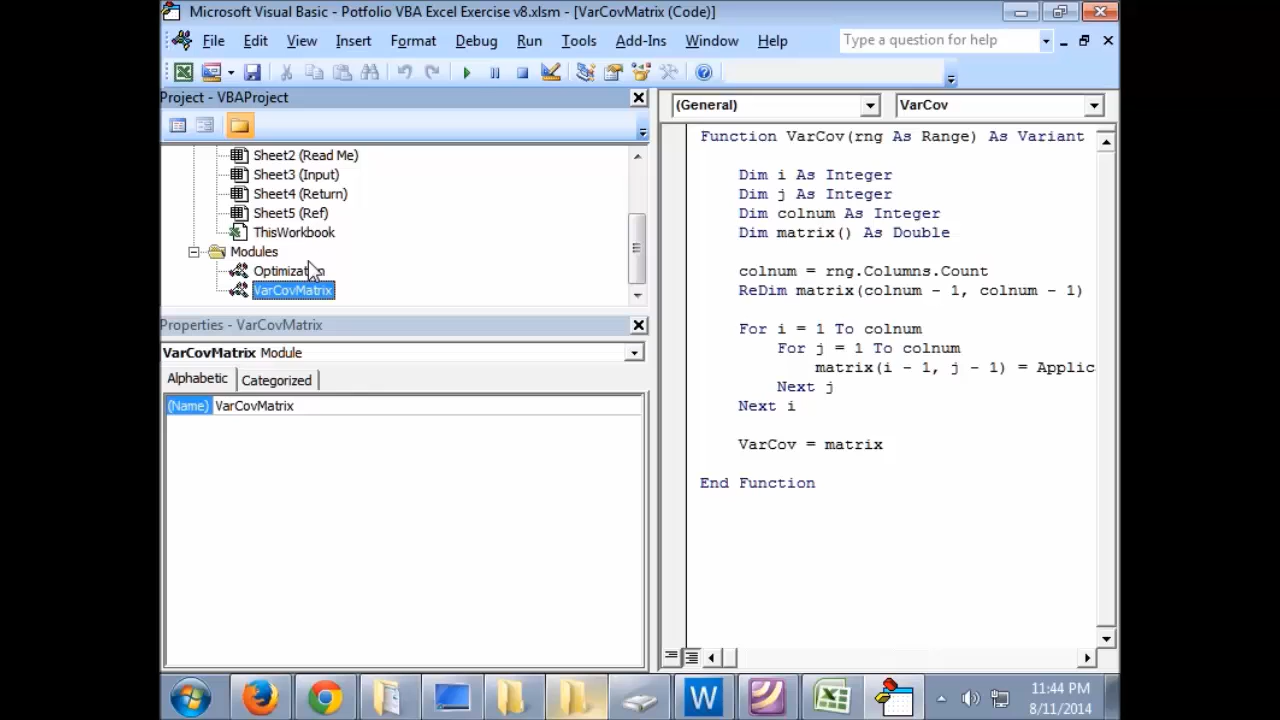 Microsoft Visual Basic - Potfolio VBA Excel Exercise v8.xlsm - [VarCovMatrix (Code)]
File Edit View Insert Format Debug Run Tools Add-Ins Window Help Type a question for help
Project - VBAProject
Sheet2 (Read Me)
Sheet3 (Input)
Sheet4 (Return)
Sheet5 (Ref)
ThisWorkbook
Modules
Optimization
VarCovMatrix
Properties - VarCovMatrix
VarCovMatrix Module
Alphabetic Categorized
(Name) VarCovMatrix
(General) VarCov
Function VarCov(rng As Range) As Variant
Dim i As Integer
Dim j As Integer
Dim colnum As Integer
Dim matrix() As Double
colnum = rng.Columns.Count
ReDim matrix(colnum - 1, colnum - 1)
For i = 1 To colnum
For j = 1 To colnum
matrix(i - 1, j - 1) = Applic
Next j
Next i
VarCov = matrix
End Function
W
11:44 PM
8/11/2014